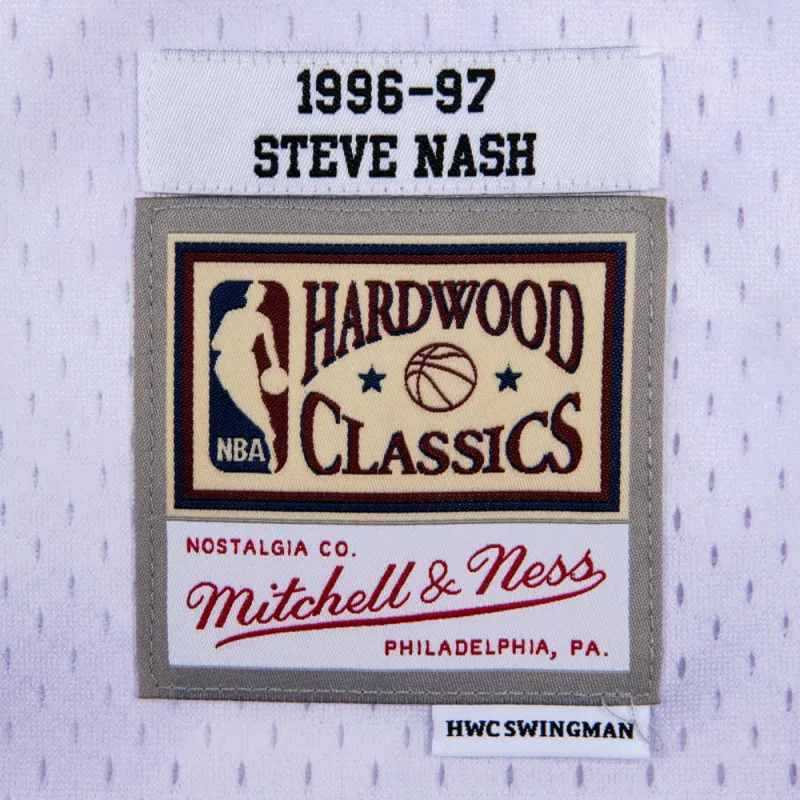 1996-97
STEVE NASH
HARDWOOD
NBA
CLASSICS
NOSTALGIA CO.
Mitchell & Ness
PHILADELPHIA, PA.
HWC SWINGMAN